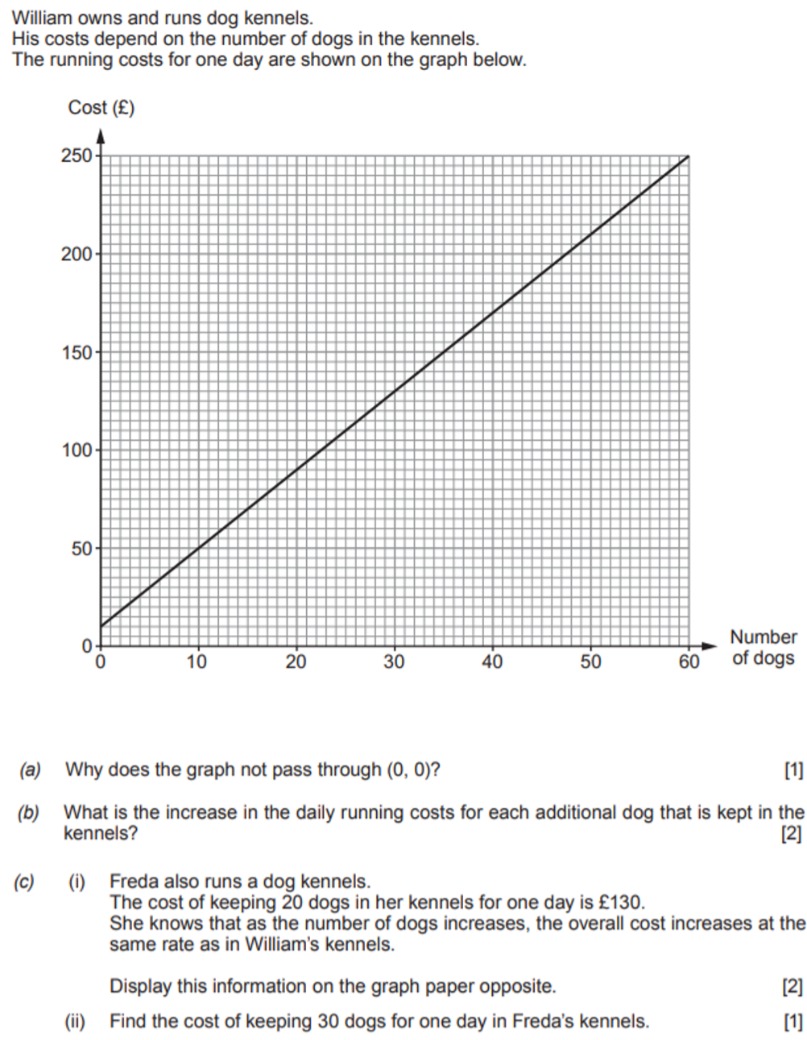 William owns and runs dog kennels.
His costs depend on the number of dogs in the kennels.
The running costs for one day are shown on the graph below.
Cost (£)
250
200
150
100
50
0
0 10 20 30 40 50 60
Number
of dogs
(a) Why does the graph not pass through (0, 0)? [1]
(b) What is the increase in the daily running costs for each additional dog that is kept in the
kennels? [2]
(c) (i) Freda also runs a dog kennels.
The cost of keeping 20 dogs in her kennels for one day is £130.
She knows that as the number of dogs increases, the overall cost increases at the
same rate as in William's kennels.
Display this information on the graph paper opposite. [2]
(ii) Find the cost of keeping 30 dogs for one day in Freda's kennels. [1]